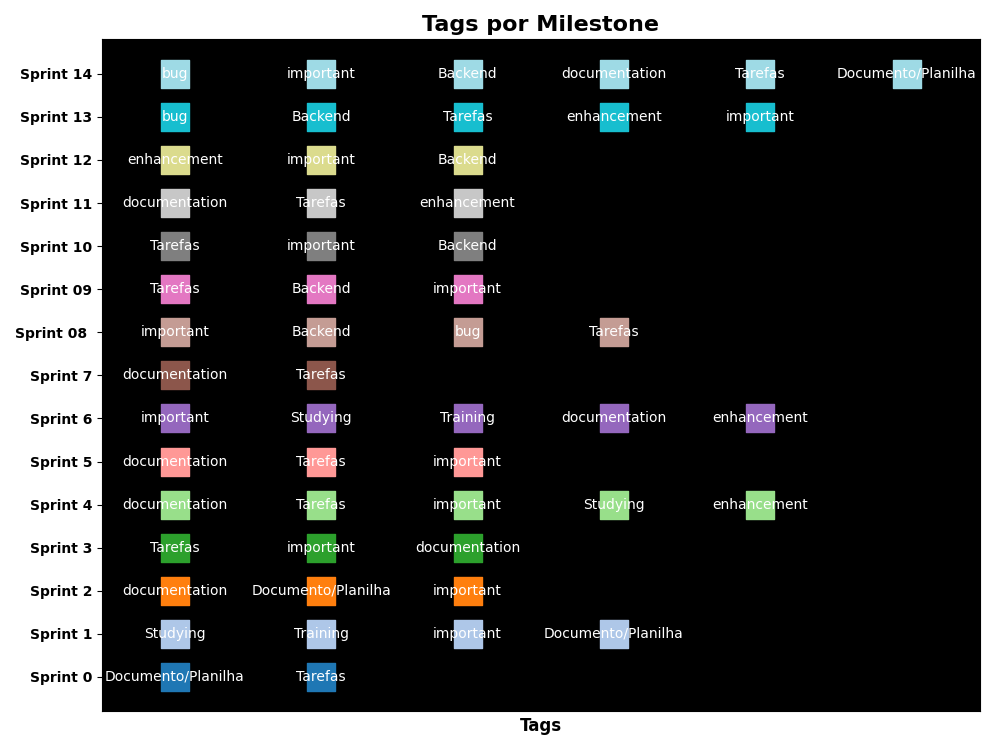 Tags por Milestone
Sprint 14 bug important Backend documentation Tarefas Documento/Planilha
Sprint 13 bug Backend Tarefas enhancement important
Sprint 12 enhancement important Backend
Sprint 11 documentation Tarefas enhancement
Sprint 10 Tarefas important Backend
Sprint 09 Tarefas Backend important
Sprint 08 important Backend bug Tarefas
Sprint 7 documentation Tarefas
Sprint 6 important Studying Training documentation enhancement
Sprint 5 documentation Tarefas important
Sprint 4 documentation Tarefas important Studying enhancement
Sprint 3 Tarefas important documentation
Sprint 2 documentation Documento/Planilha important
Sprint 1 Studying Training important Documento/Planilha
Sprint 0 Documento/Planilha Tarefas
Tags